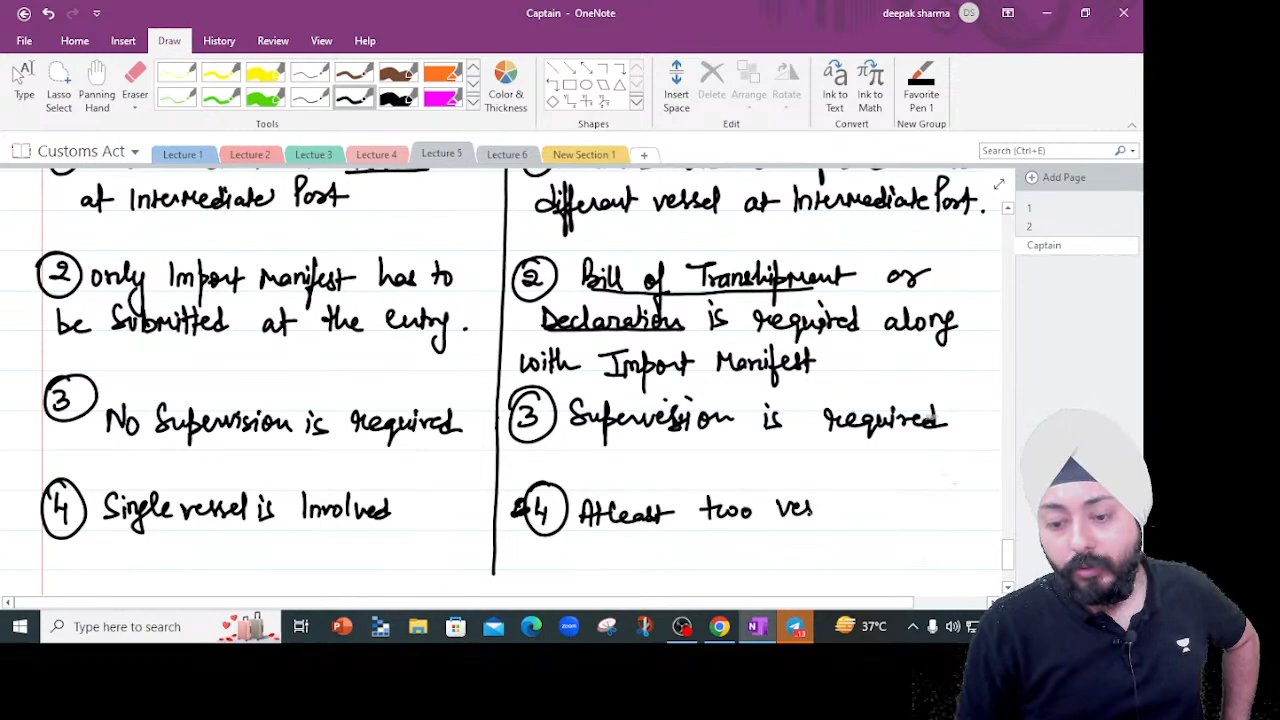 Captain - OneNote
deepak sharma DS
File Home Insert Draw History Review View Help
Type
Lasso Select
Panning Hand
Eraser
Color & Thickness
Insert Space
Delete
Arrange
Rotate
Ink to Text
Ink to Math
Favorite Pen 1
Tools Shapes Edit Convert New Group
Customs Act Lecture 1 Lecture 2 Lectue 3 Lecture 4 Lecture 5 Lecture 6 New Section 1
Search (Ctrl+E)
Add Page
1
2
Captain
at Intermediate Port
2 only Import manifest has to
be Submitted at the entry.
3 No Supervision is required
4 Single vessel is Involved
different vessel at Intermediate Port.
2 Bill of Transhipment or
Declaration is required along
with Import Manifest
3 Supervision is required
4 Atleast two ves
Type here to search
13
37°C